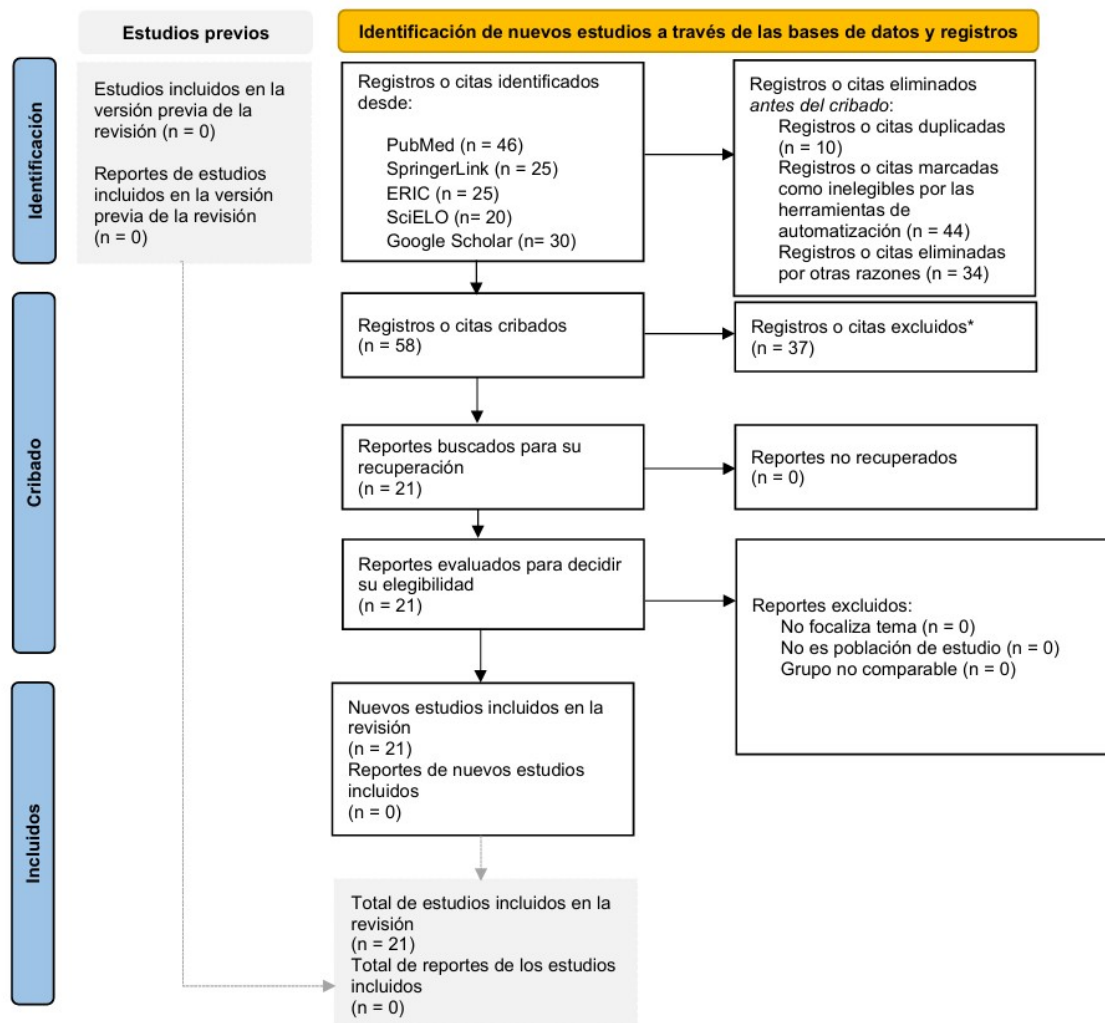 Estudios previos
Identificación de nuevos estudios a través de las bases de datos y registros
Identificación
Estudios incluidos en la
versión previa de la
revisión (n = 0)
Reportes de estudios
incluidos en la versión
previa de la revisión
(n = 0)
Registros o citas identificados
desde:
PubMed (n = 46)
SpringerLink (n = 25)
ERIC (n = 25)
SciELO (n= 20)
Google Scholar (n= 30)
Registros o citas eliminados
antes del cribado:
Registros o citas duplicadas
(n = 10)
Registros o citas marcadas
como inelegibles por las
herramientas de
automatización (n = 44)
Registros o citas eliminadas
por otras razones (n = 34)
Cribado
Registros o citas cribados
(n = 58)
Registros o citas excluidos*
(n = 37)
Reportes buscados para su
recuperación
(n = 21)
Reportes no recuperados
(n = 0)
Reportes evaluados para decidir
su elegibilidad
(n = 21)
Reportes excluidos:
No focaliza tema (n = 0)
No es población de estudio (n = 0)
Grupo no comparable (n = 0)
Incluidos
Nuevos estudios incluidos en la
revisión
(n = 21)
Reportes de nuevos estudios
incluidos
(n = 0)
Total de estudios incluidos en la
revisión
(n = 21)
Total de reportes de los estudios
incluidos
(n = 0)